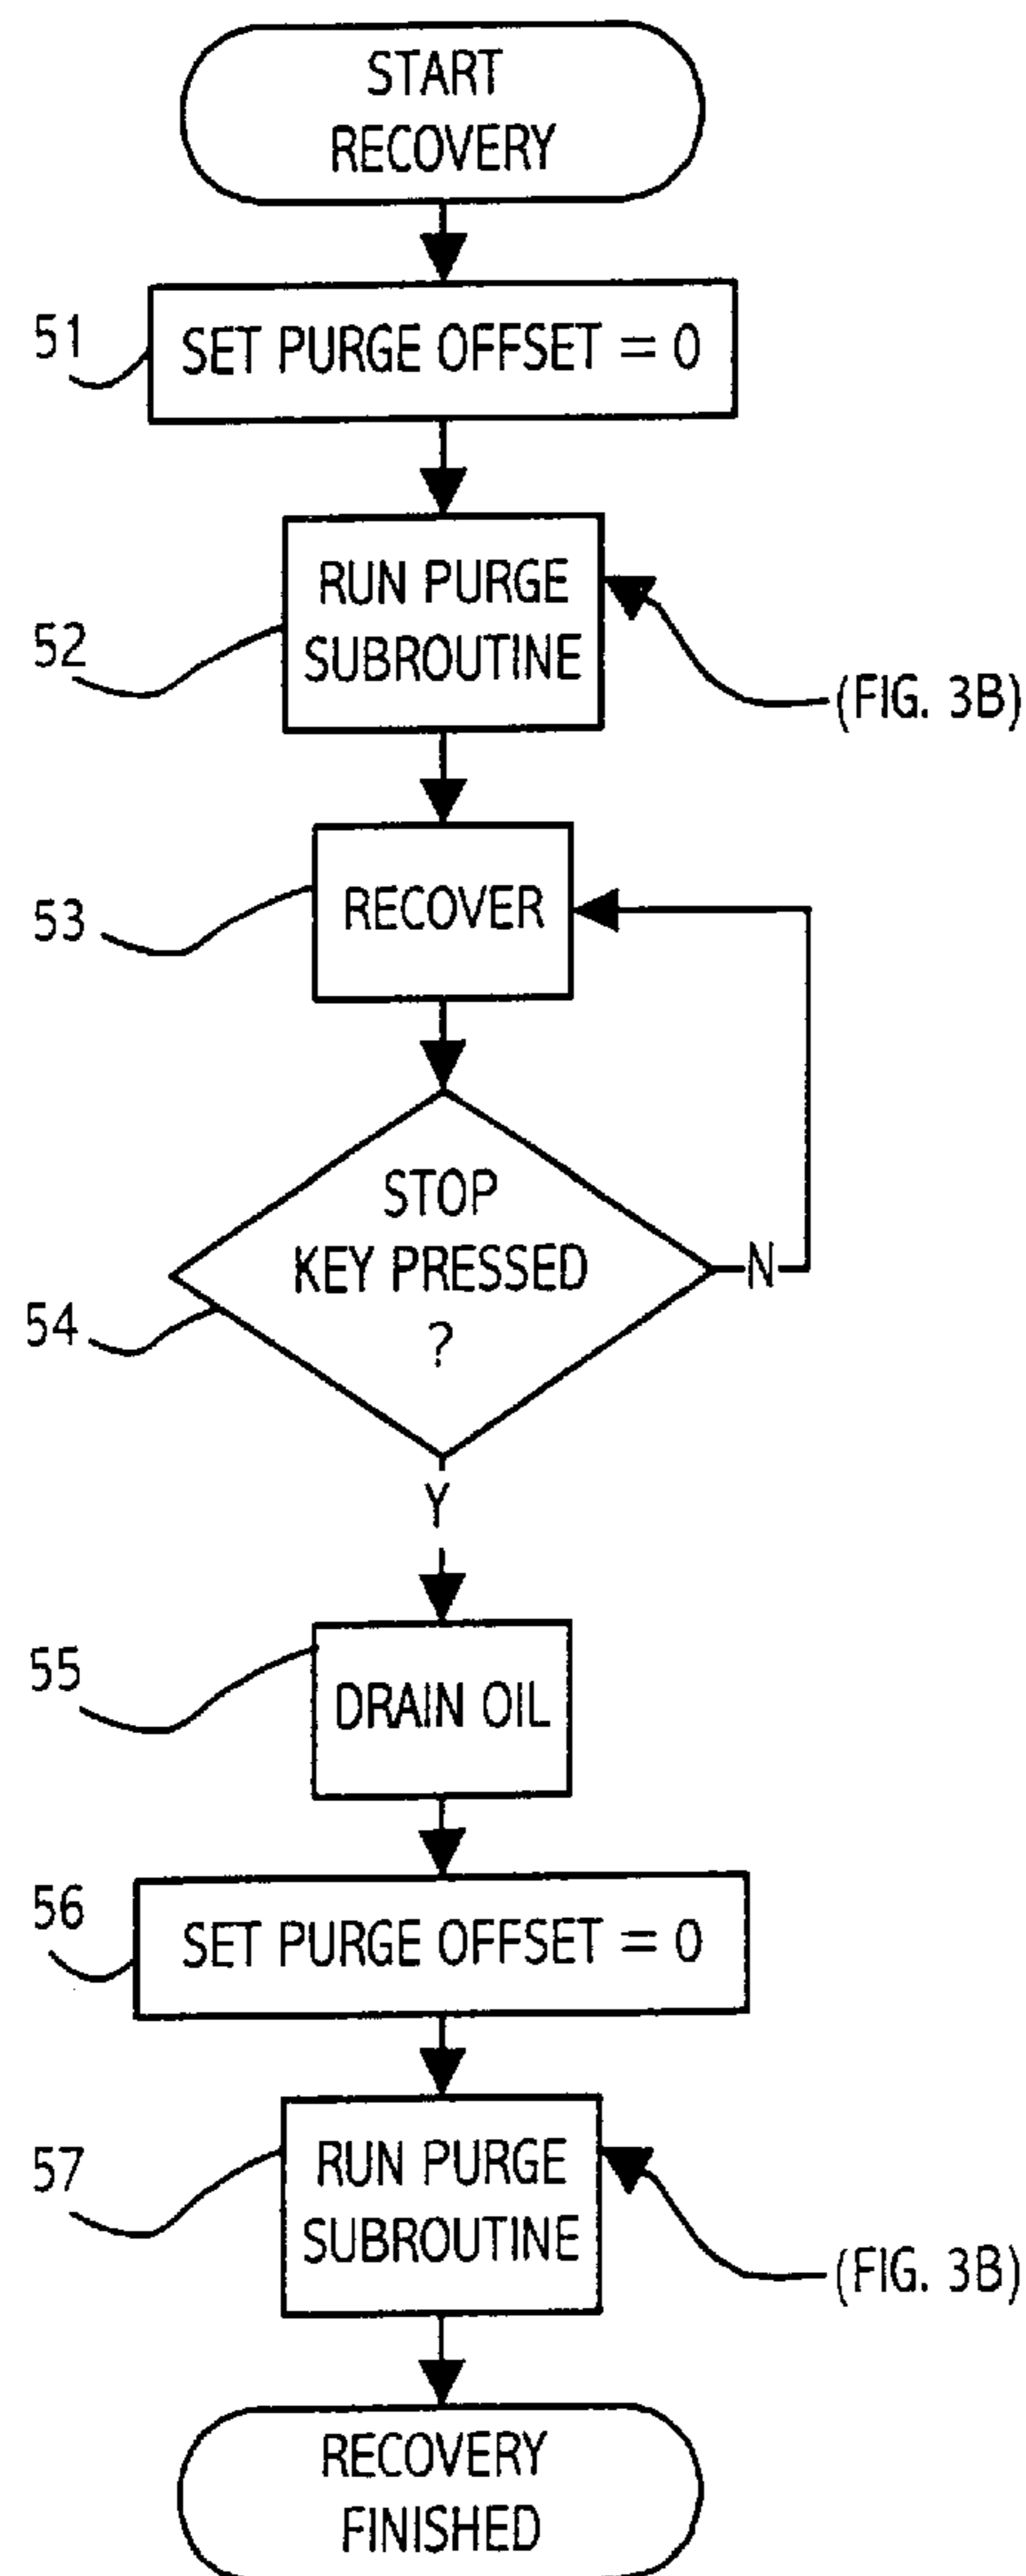 START
RECOVERY
51
SET PURGE OFFSET = 0
52
RUN PURGE
SUBROUTINE
(FIG. 3B)
53
RECOVER
54
STOP
KEY PRESSED
?
N
Y
55
DRAIN OIL
56
SET PURGE OFFSET = 0
57
RUN PURGE
SUBROUTINE
(FIG. 3B)
RECOVERY
FINISHED